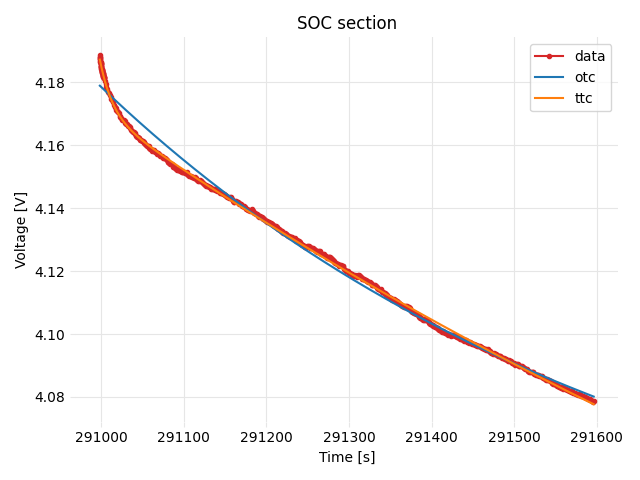 SOC section
data
otc
ttc
Voltage [V]
4.18
4.16
4.14
4.12
4.10
4.08
291000 291100 291200 291300 291400 291500 291600
Time [s]